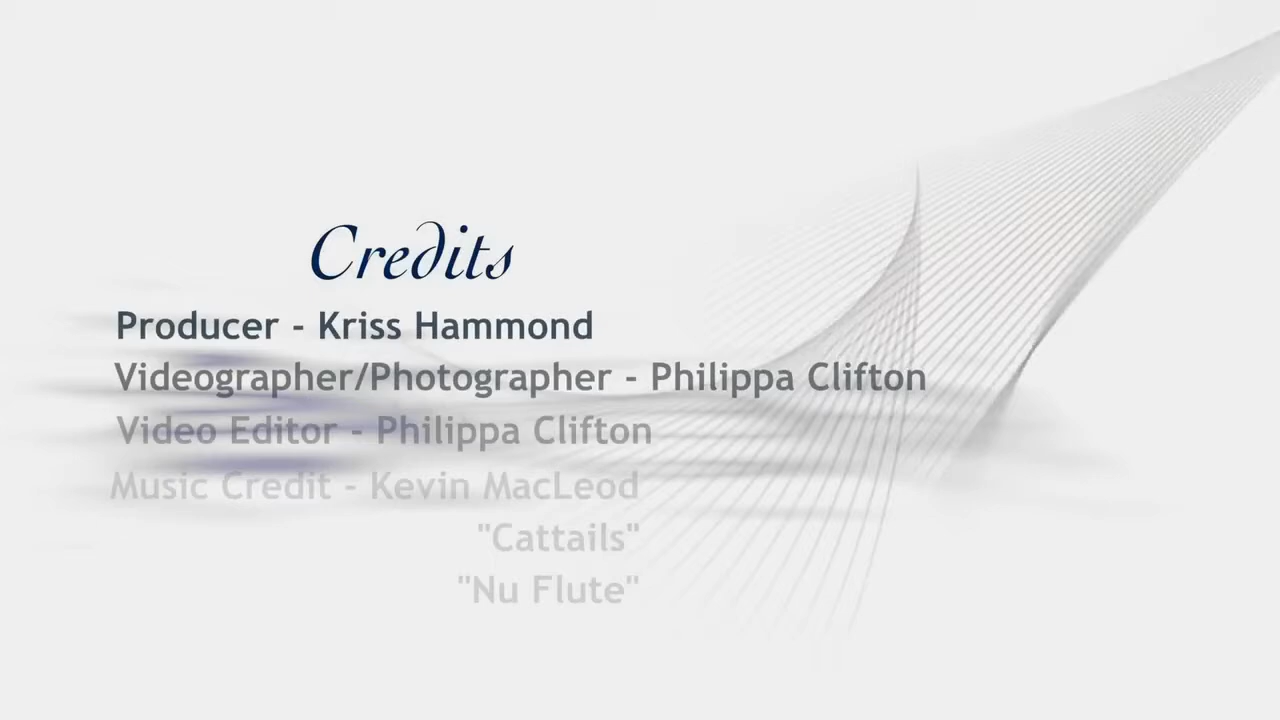 Credits
Producer - Kriss Hammond
Videographer/Photographer - Philippa Clifton
Video Editor - Philippa Clifton
Music Credit - Kevin MacLeod
"Cattails"
"Nu Flute"